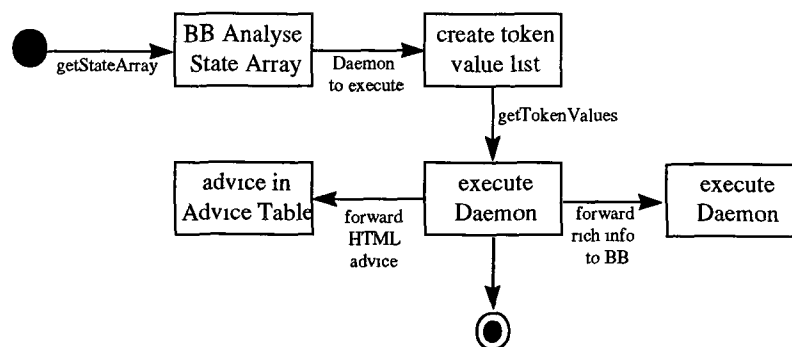 BB Analyse
State Array
getStateArray
Daemon
to execute
create token
value list
getTokenValues
advice in
Advice Table
forward
HTML
advice
execute
Daemon
forward
rich info
to BB
execute
Daemon